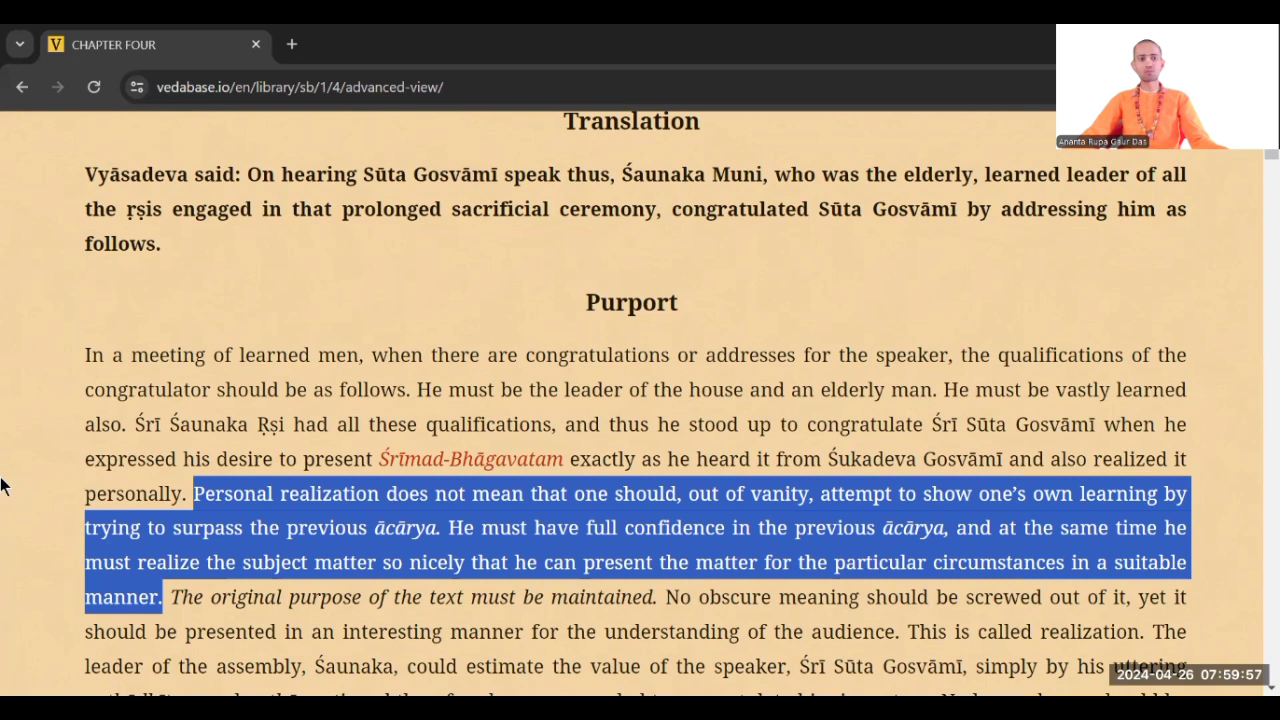 V CHAPTER FOUR
vedabase.io/en/library/sb/1/4/advanced-view/
Ananta Rupa Gaur Das
Translation
Vyāsadeva said: On hearing Sūta Gosvāmī speak thus, Śaunaka Muni, who was the elderly, learned leader of all
the ṛṣis engaged in that prolonged sacrificial ceremony, congratulated Sūta Gosvāmī by addressing him as
follows.
Purport
In a meeting of learned men, when there are congratulations or addresses for the speaker, the qualifications of the
congratulator should be as follows. He must be the leader of the house and an elderly man. He must be vastly learned
also. Śrī Śaunaka Ṛṣi had all these qualifications, and thus he stood up to congratulate Śrī Sūta Gosvāmī when he
expressed his desire to present Śrīmad-Bhāgavatam exactly as he heard it from Śukadeva Gosvāmī and also realized it
personally. Personal realization does not mean that one should, out of vanity, attempt to show one’s own learning by
trying to surpass the previous ācārya. He must have full confidence in the previous ācārya, and at the same time he
must realize the subject matter so nicely that he can present the matter for the particular circumstances in a suitable
manner. The original purpose of the text must be maintained. No obscure meaning should be screwed out of it, yet it
should be presented in an interesting manner for the understanding of the audience. This is called realization. The
leader of the assembly, Śaunaka, could estimate the value of the speaker, Śrī Sūta Gosvāmī, simply by his uttering
2024-04-26 07:59:57